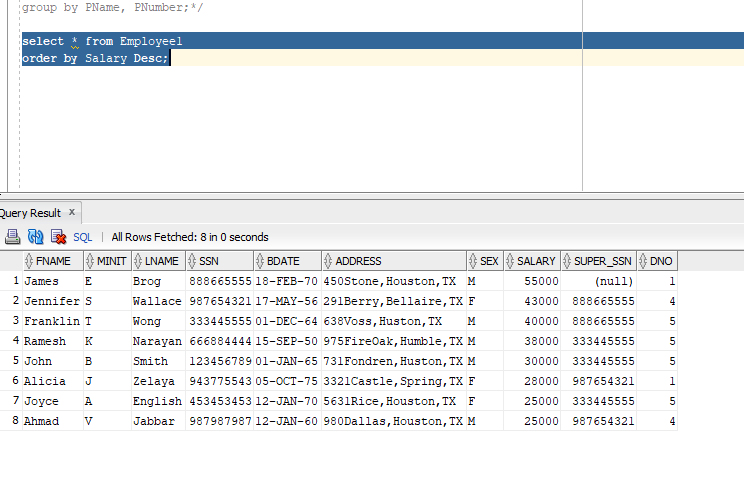 group by PName, PNumber;*/
select * from Employee1
order by Salary Desc;
Query Result x
SQL | All Rows Fetched: 8 in 0 seconds
FNAME MINIT LNAME SSN BDATE ADDRESS SEX SALARY SUPER_SSN DNO
1 James E Brog 888665555 18-FEB-70 450Stone,Houston,TX M 55000 (null) 1
2 Jennifer S Wallace 987654321 17-MAY-56 291Berry,Bellaire,TX F 43000 888665555 4
3 Franklin T Wong 333445555 01-DEC-64 638Voss,Huston,TX M 40000 888665555 5
4 Ramesh K Narayan 666884444 15-SEP-50 975FireOak,Humble,TX M 38000 333445555 5
5 John B Smith 123456789 01-JAN-65 731Fondren,Huston,TX M 30000 333445555 5
6 Alicia J Zelaya 943775543 05-OCT-75 3321Castle,Spring,TX F 28000 987654321 1
7 Joyce A English 453453453 12-JAN-70 5631Rice,Houston,TX F 25000 333445555 5
8 Ahmad V Jabbar 987987987 12-JAN-60 980Dallas,Houston,TX M 25000 987654321 4